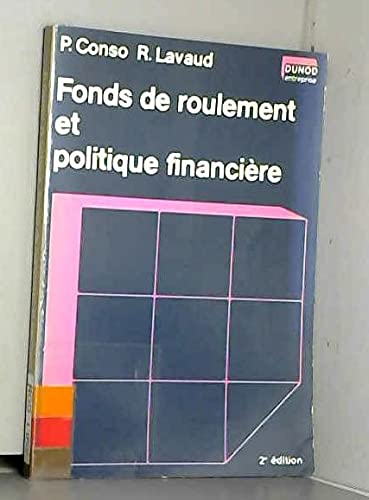 P. Conso R. Lavaud
DUNOD
entreprise
Fonds de roulement
et
politique financière
2e édition